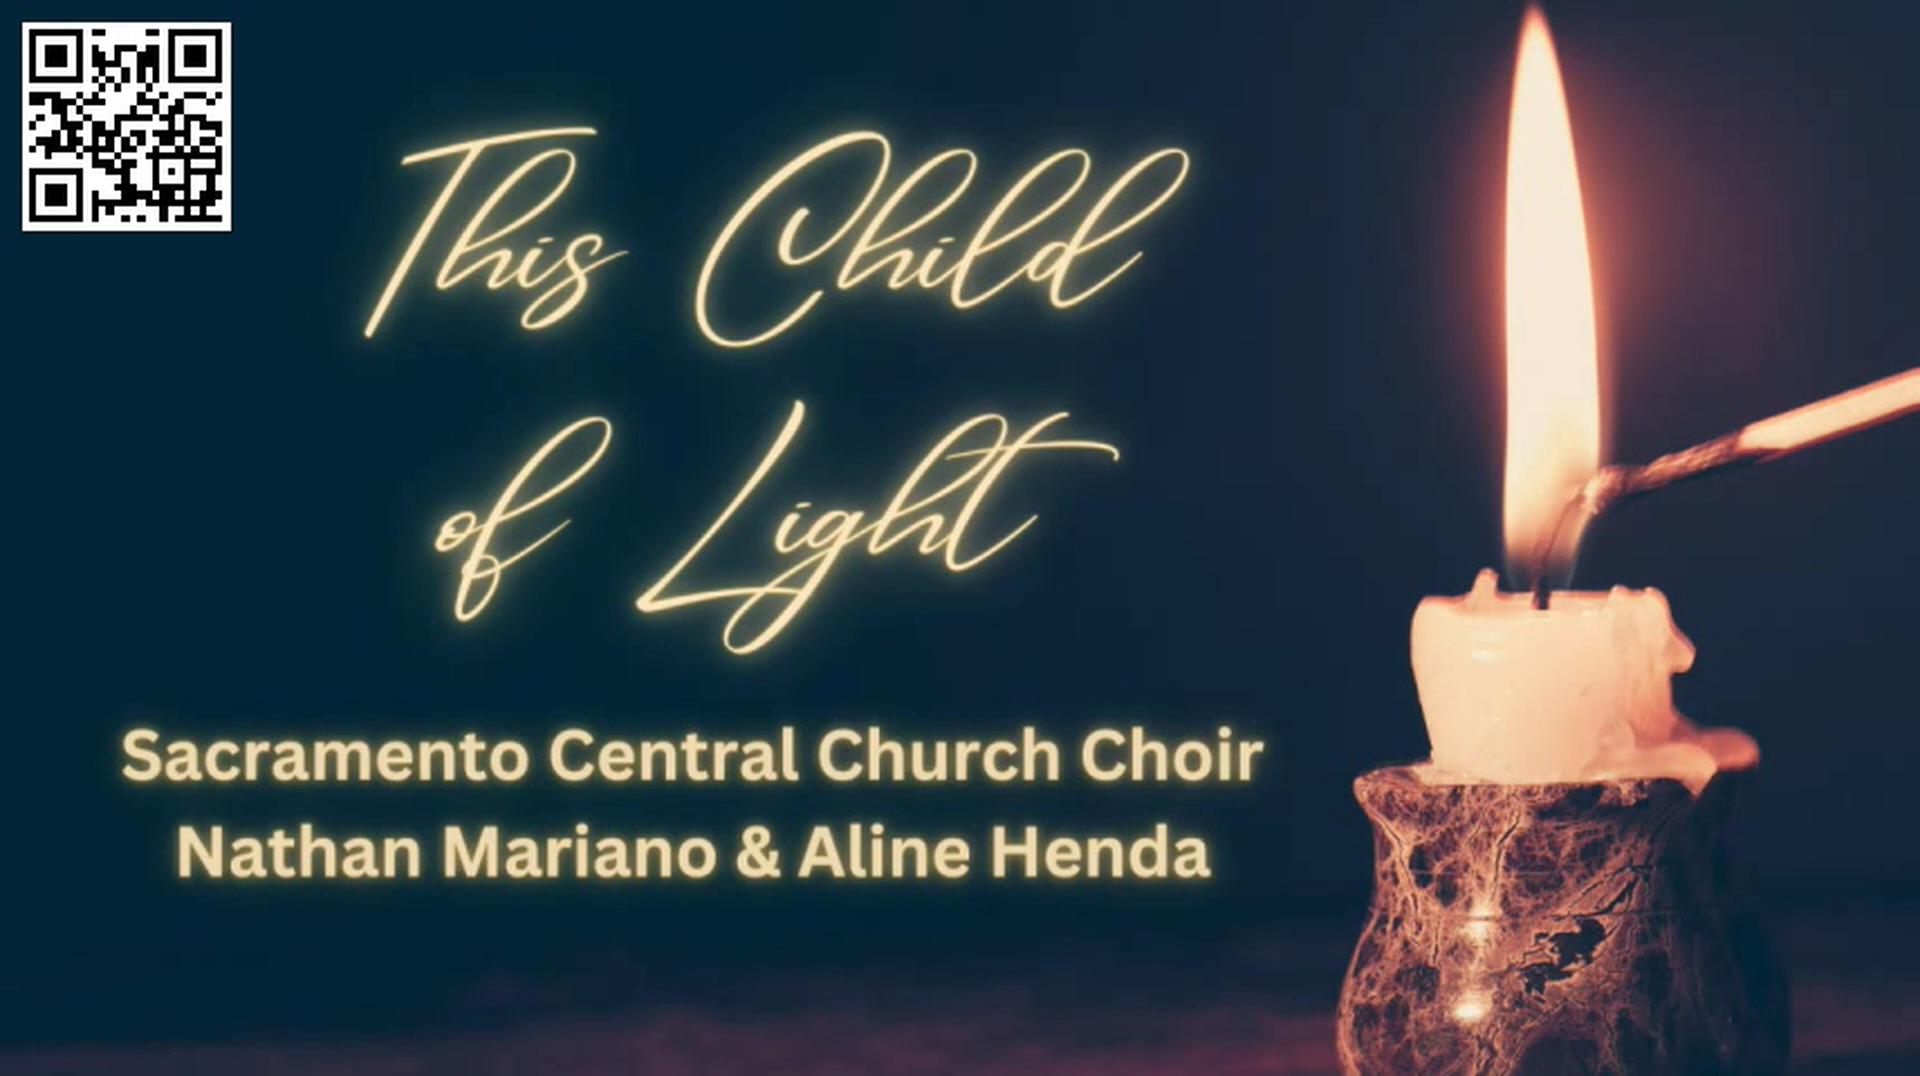 This Child
of Light
Sacramento Central Church Choir
Nathan Mariano & Aline Henda